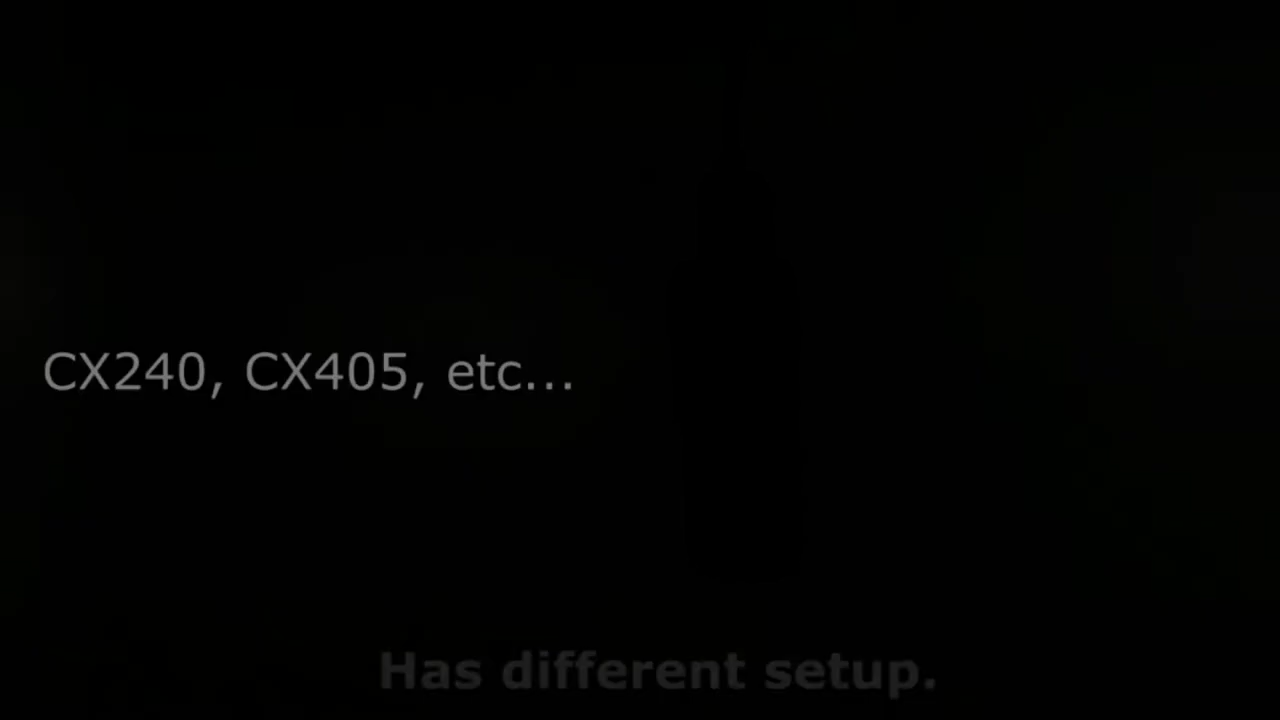 CX240, CX405, etc...
Has different setup.